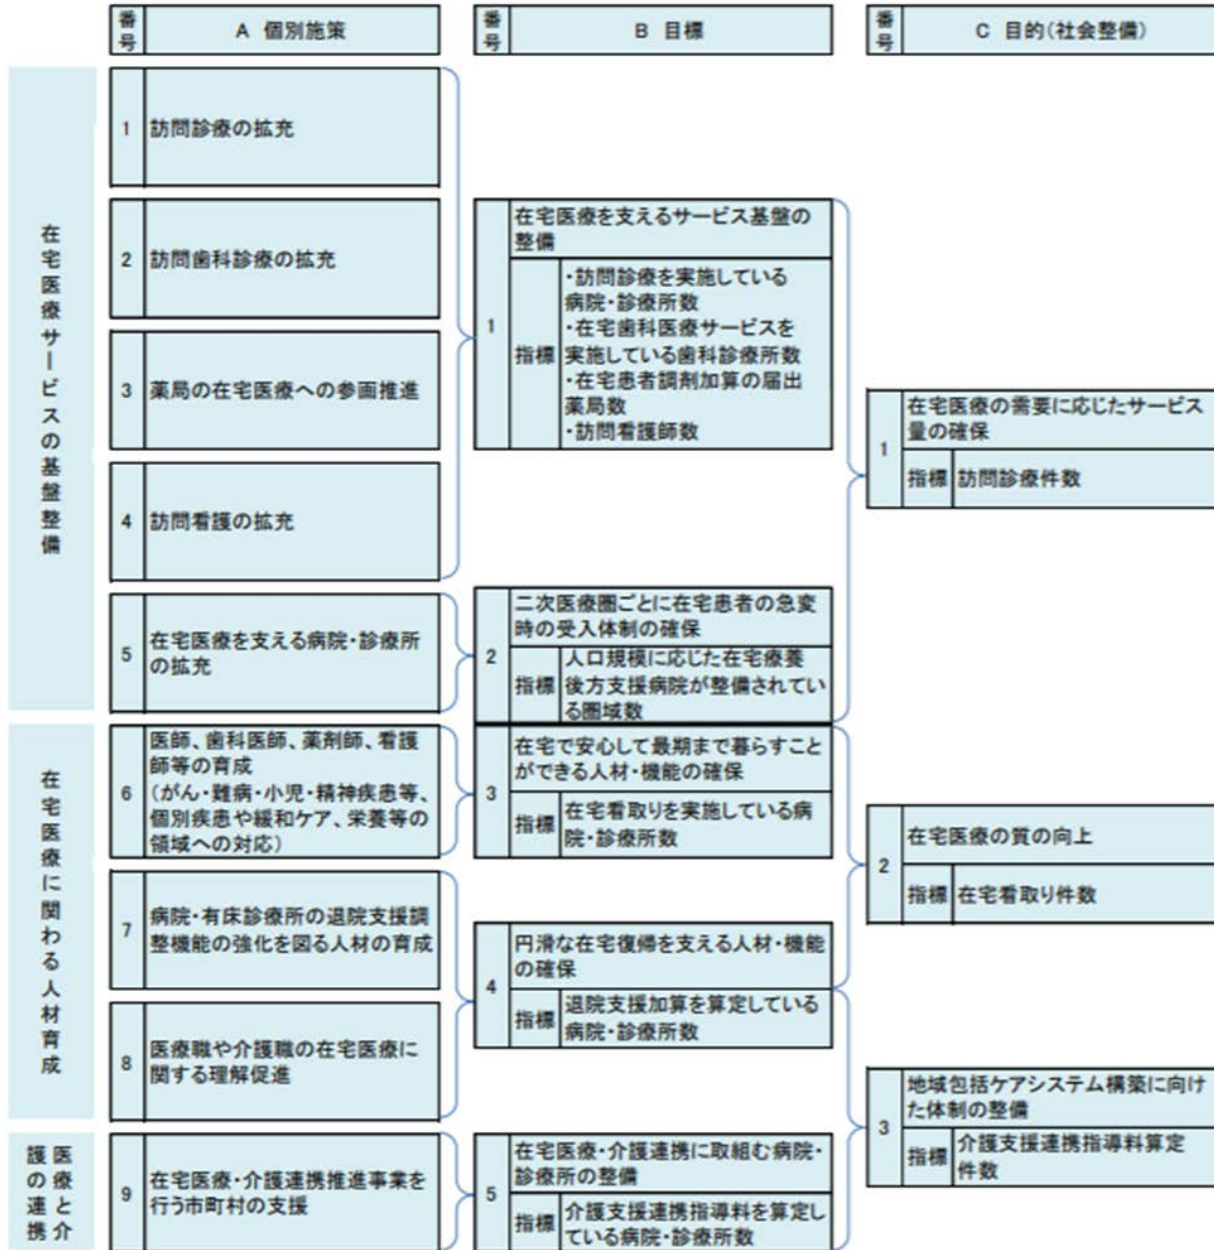 番号
A 個別施策
番号
B 目標
番号
C 目的(社会整備)
在宅医療サービスの基盤整備
1
訪問診療の拡充
2
訪問歯科診療の拡充
3
薬局の在宅医療への参画推進
4
訪問看護の拡充
5
在宅医療を支える病院・診療所
の拡充
在宅医療に関わる人材育成
6
医師、歯科医師、薬剤師、看護
師等の育成
(がん・難病・小児・精神疾患等、
個別疾患や緩和ケア、栄養等の
領域への対応)
7
病院・有床診療所の退院支援調
整機能の強化を図る人材の育成
8
医療職や介護職の在宅医療に
関する理解促進
医療と介
護の連携
9
在宅医療・介護連携推進事業を
行う市町村の支援
1
在宅医療を支えるサービス基盤の
整備
指標
・訪問診療を実施している
病院・診療所数
・在宅歯科医療サービスを
実施している歯科診療所数
・在宅患者調剤加算の届出
薬局数
・訪問看護師数
2
二次医療圏ごとに在宅患者の急変
時の受入体制の確保
指標
人口規模に応じた在宅療養
後方支援病院が整備されてい
る圏域数
3
在宅で安心して最期まで暮らすこと
ができる人材・機能の確保
指標
在宅看取りを実施している病
院・診療所数
4
円滑な在宅復帰を支える人材・機能
の確保
指標
退院支援加算を算定している
病院・診療所数
5
在宅医療・介護連携に取組む病院・
診療所の整備
指標
介護支援連携指導料を算定し
ている病院・診療所数
1
在宅医療の需要に応じたサービス
量の確保
指標
訪問診療件数
2
在宅医療の質の向上
指標
在宅看取り件数
3
地域包括ケアシステム構築に向け
た体制の整備
指標
介護支援連携指導料算定
件数